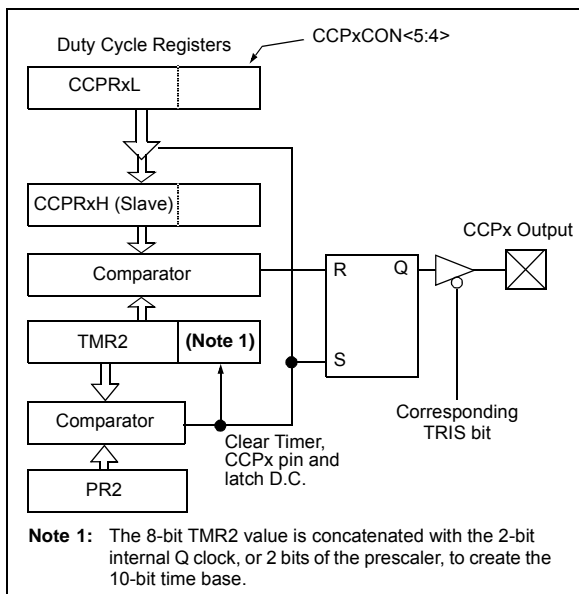 Duty Cycle Registers
CCPxCON<5:4>
CCPRxL
CCPRxH (Slave)
CCPx Output
Comparator
R
Q
TMR2
(Note 1)
S
Comparator
Corresponding
TRIS bit
Clear Timer,
CCPx pin and
latch D.C.
PR2
Note 1: The 8-bit TMR2 value is concatenated with the 2-bit
internal Q clock, or 2 bits of the prescaler, to create the
10-bit time base.